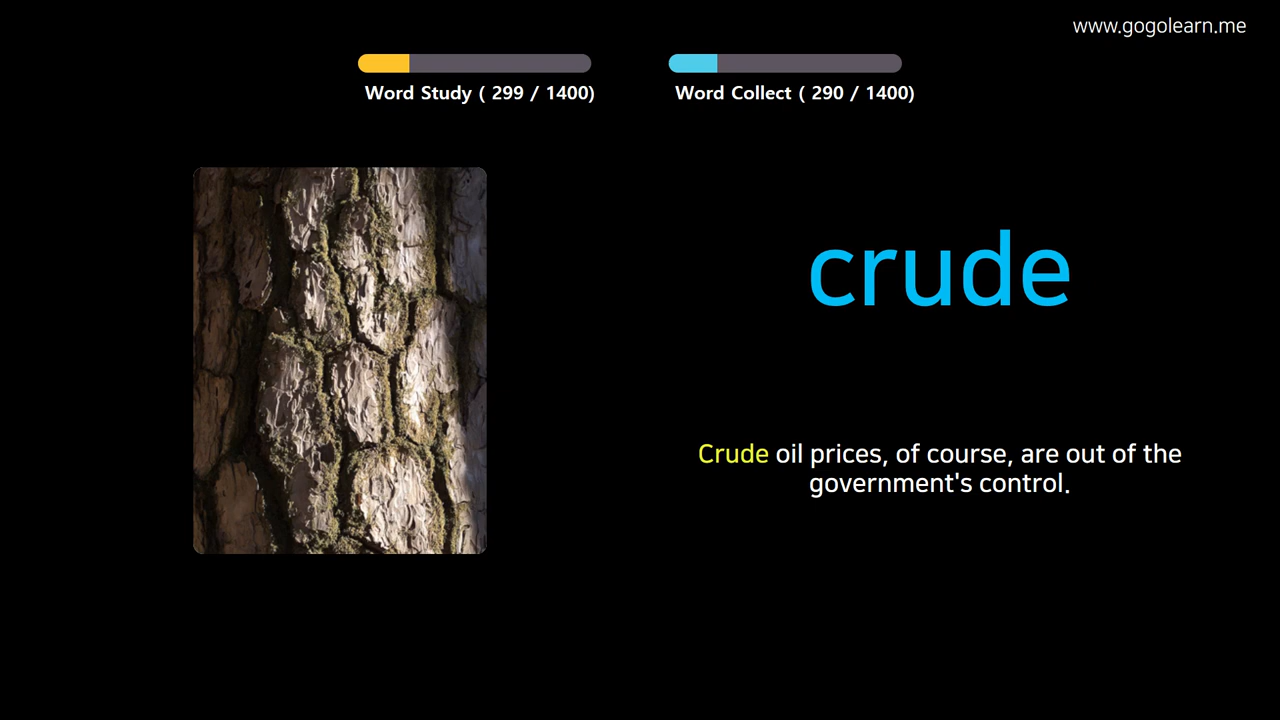 www.gogolearn.me
Word Study ( 299 / 1400)
Word Collect ( 290 / 1400)
crude
Crude oil prices, of course, are out of the
government's control.